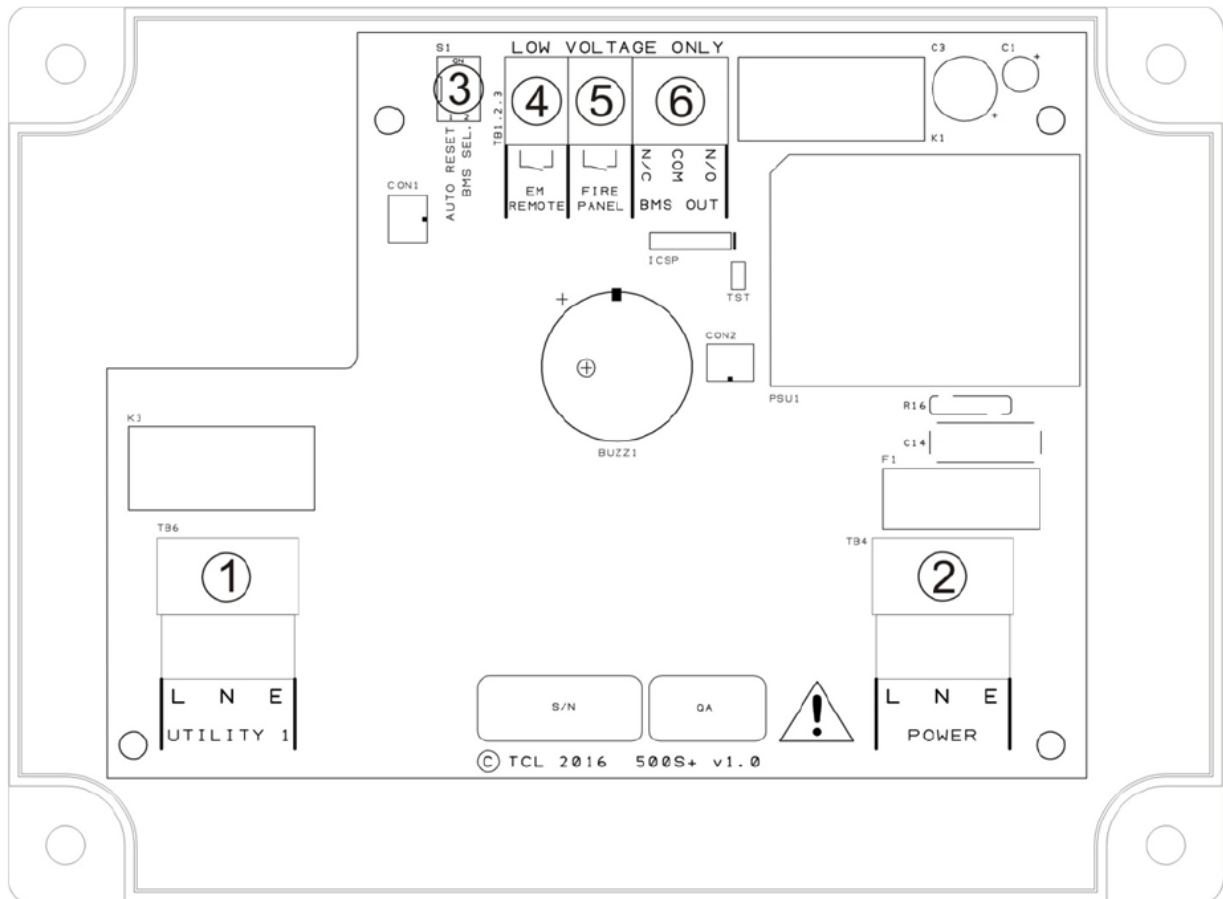 S1
LOW VOLTAGE ONLY
C3
C1
+
ON
3
4
5
6
1 2
TB1,2,3
+
K1
AUTO RESET
BMS SEL.
N/C
COM
N/O
EM
REMOTE
FIRE
PANEL
BMS OUT
CON1
ICSP
TST
+
CON2
+
PSU1
R16
K3
C14
BUZZ1
F1
TB6
TB4
1
2
L N E
UTILITY 1
S/N
QA
!
L N E
POWER
© TCL 2016 500S+ v1.0